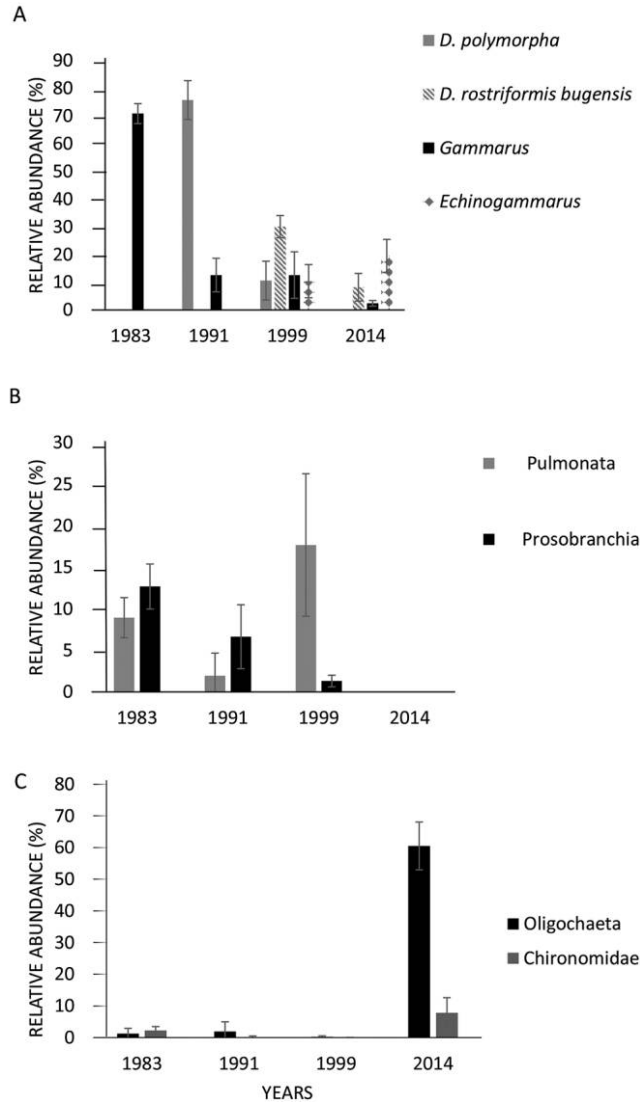 A
RELATIVE ABUNDANCE (%)
90
80
70
60
50
40
30
20
10
0
1983 1991 1999 2014
D. polymorpha
D. rostriformis bugensis
Gammarus
Echinogammarus
B
RELATIVE ABUNDANCE (%)
30
25
20
15
10
5
0
1983 1991 1999 2014
Pulmonata
Prosobranchia
C
RELATIVE ABUNDANCE (%)
80
70
60
50
40
30
20
10
0
1983 1991 1999 2014
YEARS
Oligochaeta
Chironomidae